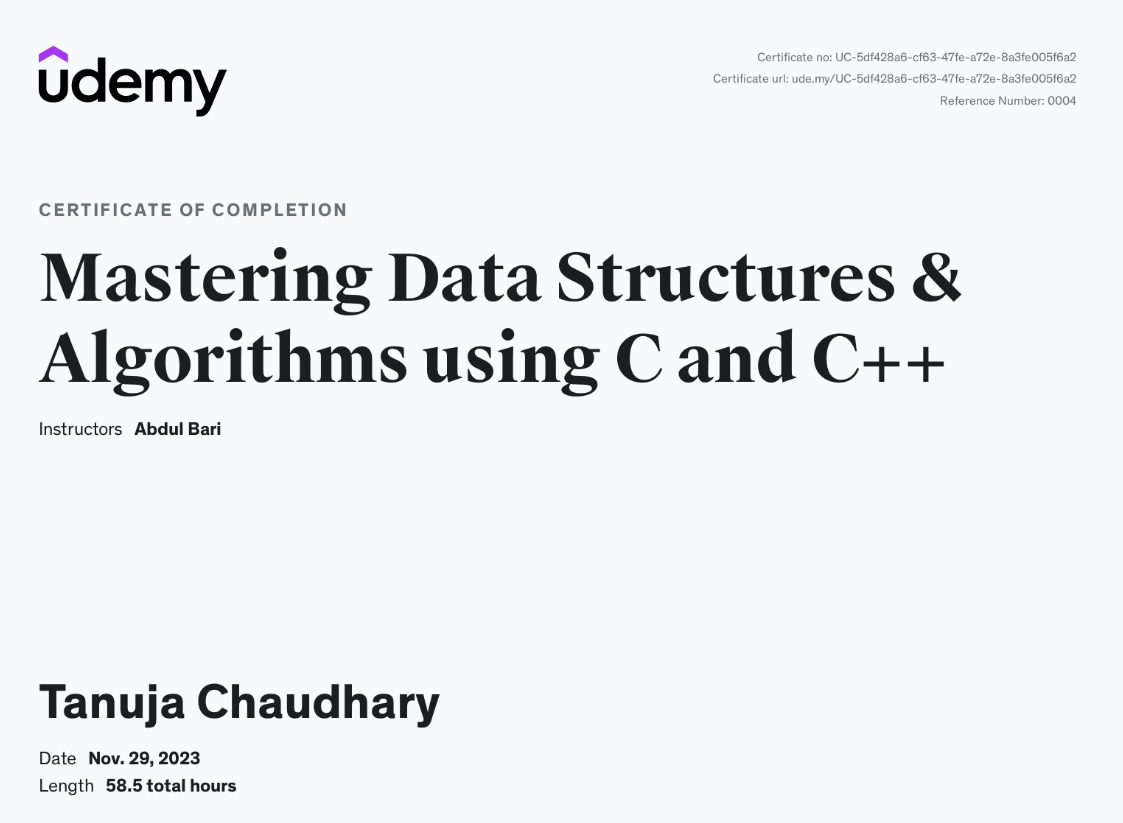 udemy
Certificate no: UC-5df428a6-cf63-47fe-a72e-8a3fe005f6a2
Certificate url: ude.my/UC-5df428a6-cf63-47fe-a72e-8a3fe005f6a2
Reference Number: 0004
CERTIFICATE OF COMPLETION
Mastering Data Structures &
Algorithms using C and C++
Instructors Abdul Bari
Tanuja Chaudhary
Date Nov. 29, 2023
Length 58.5 total hours